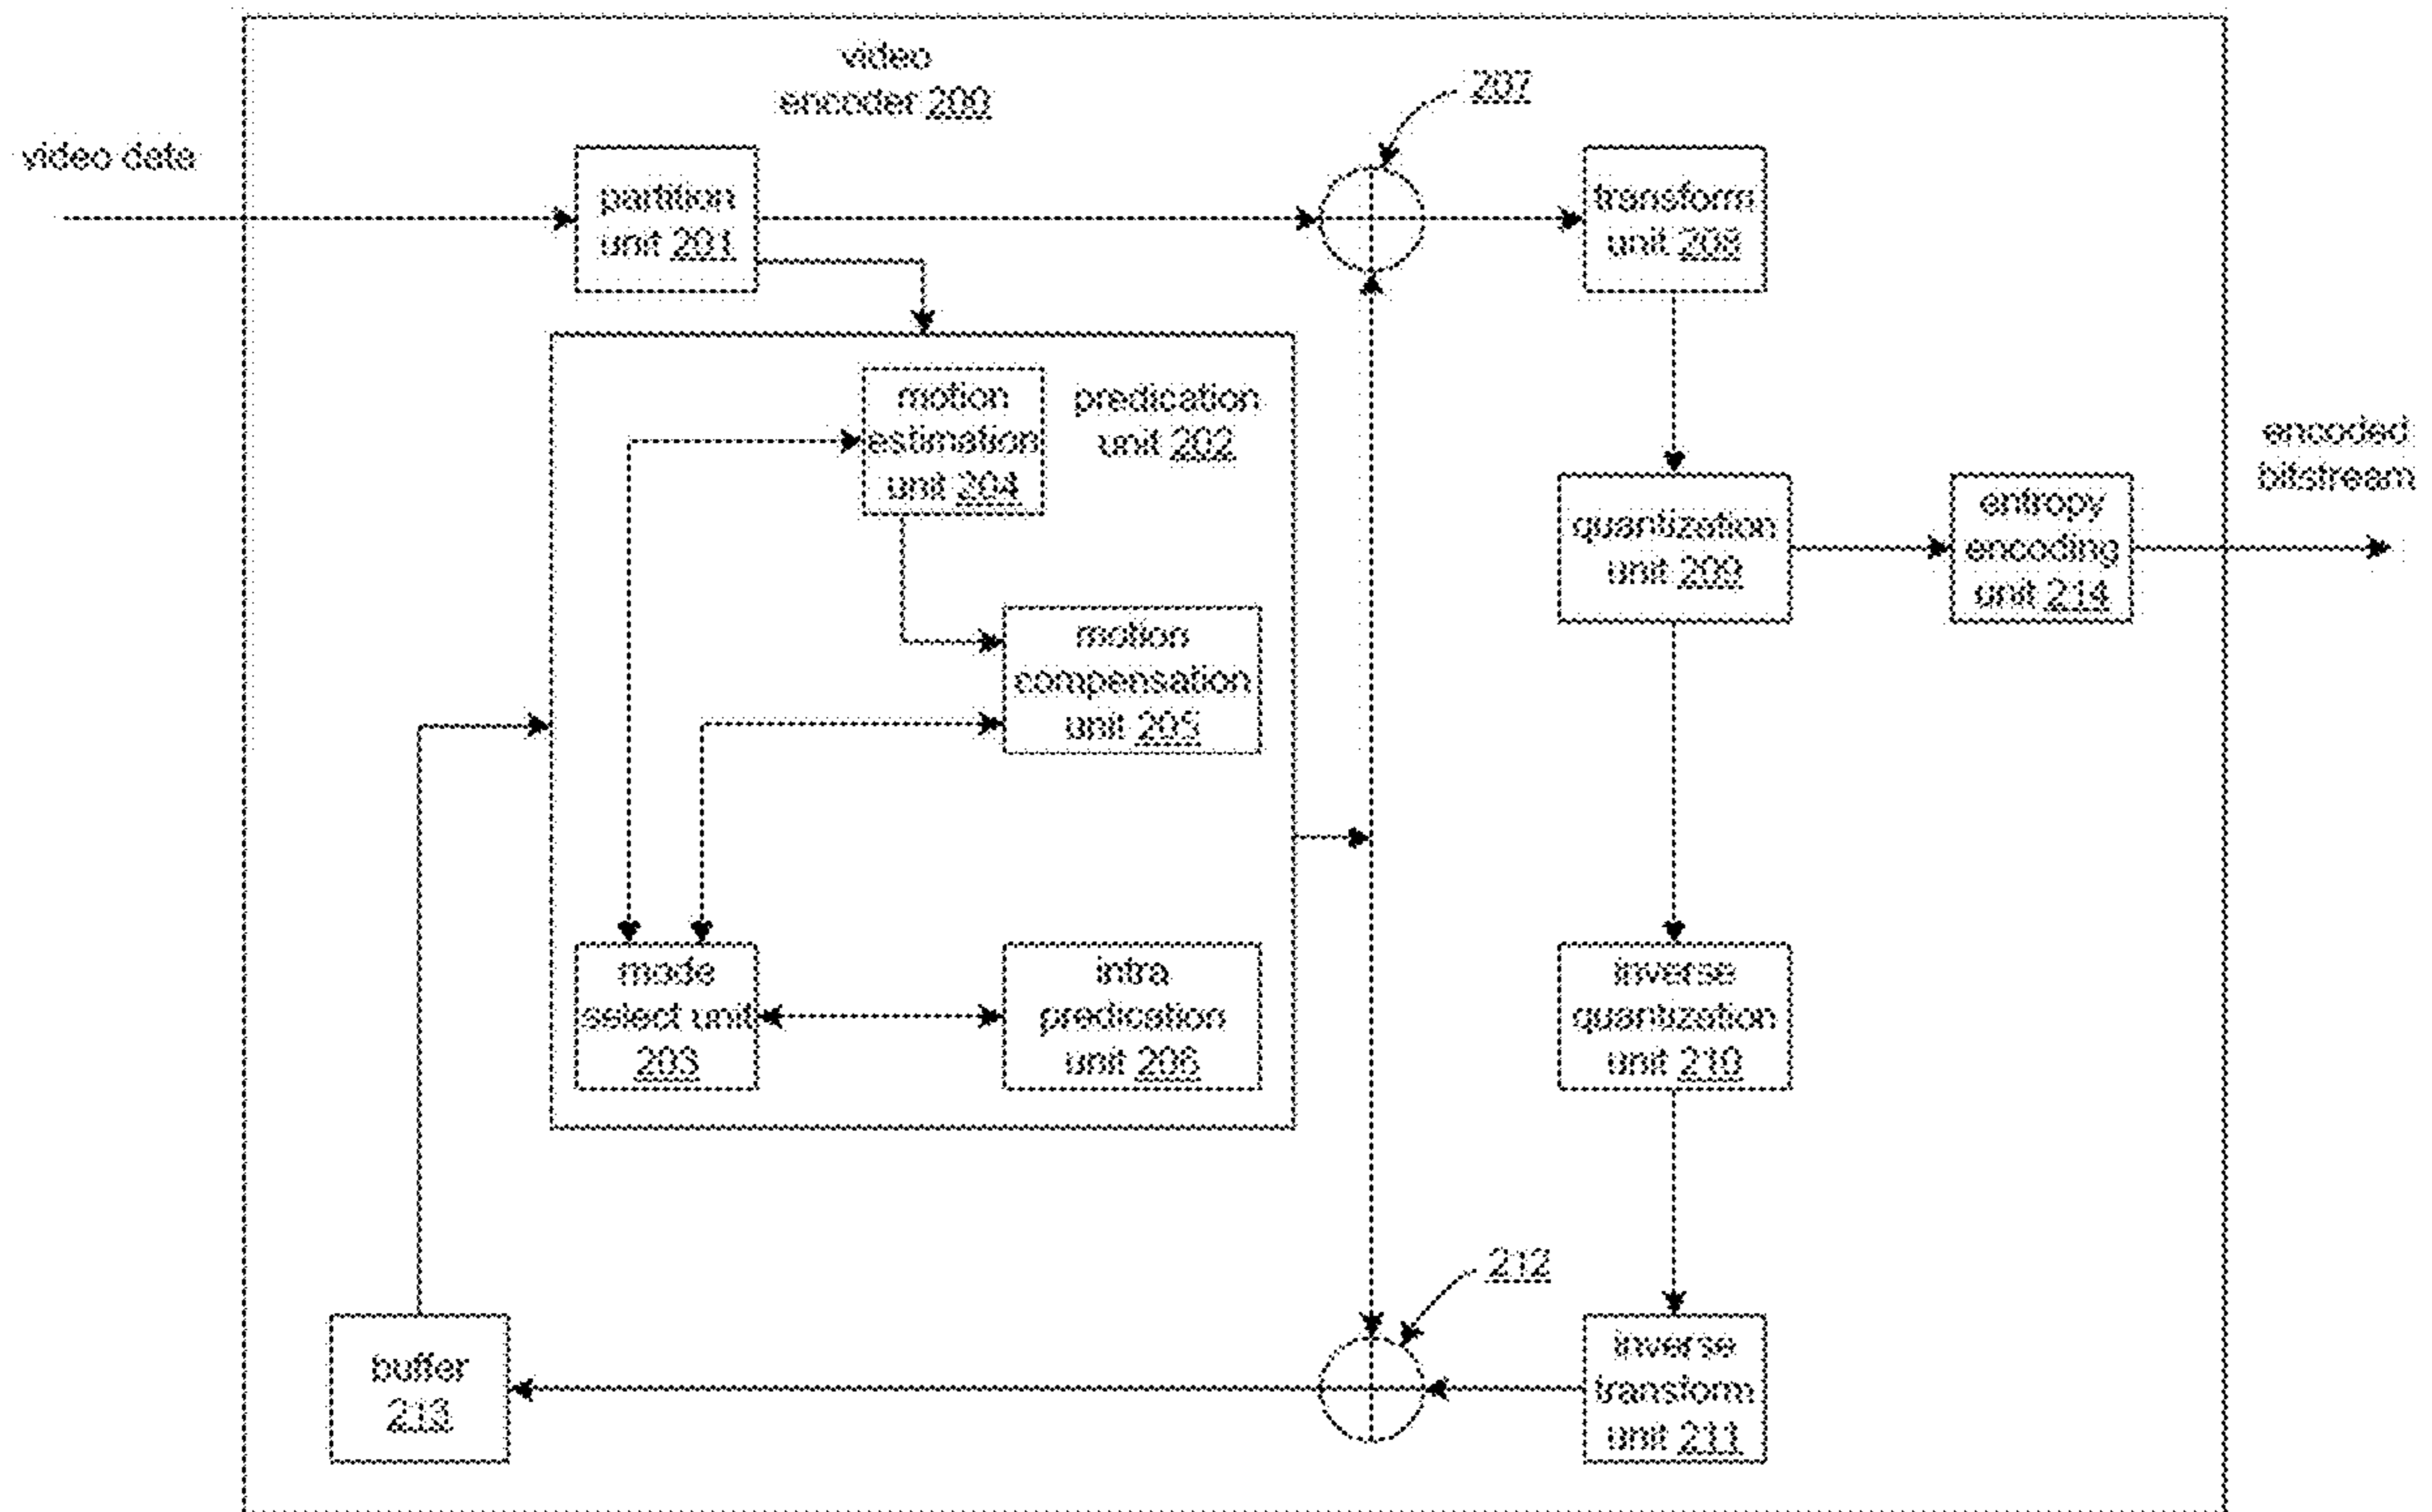 video
encoder 200
207
video data
partition
unit 201
transform
unit 208
motion
estimation
unit 204
predication
unit 202
encoded
bitstream
quantization
unit 209
entropy
encoding
unit 214
motion
compensation
unit 205
mode
select unit
203
intra
predication
unit 206
inverse
quantization
unit 210
212
buffer
213
inverse
transform
unit 211